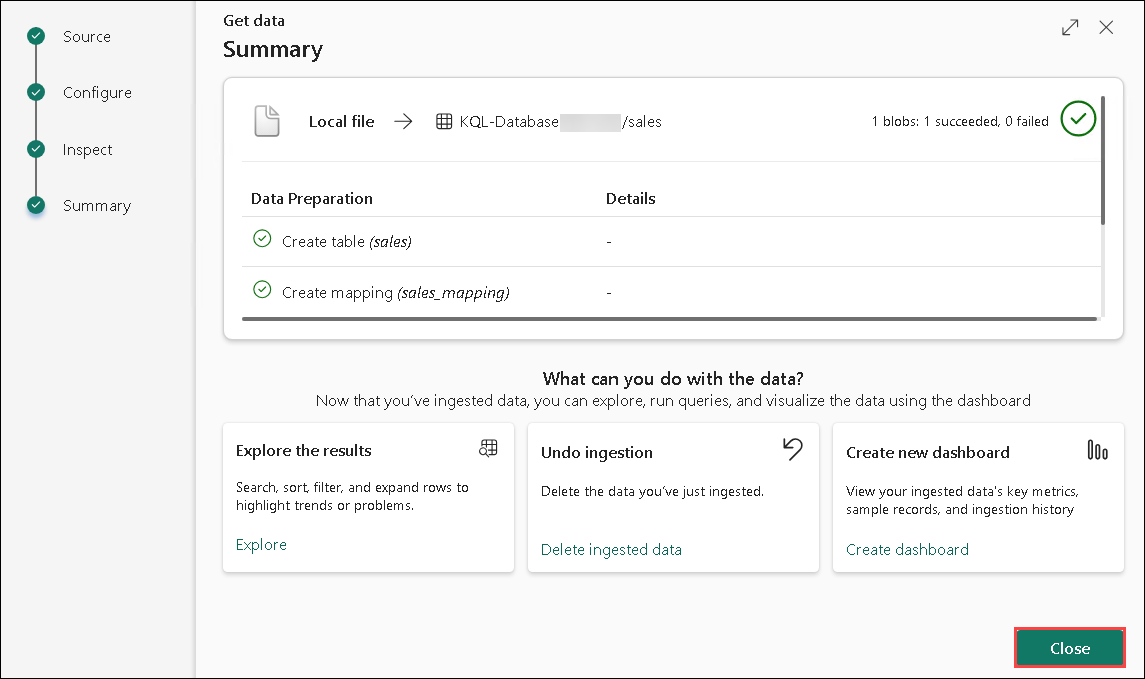 Source
Configure
Inspect
Summary
Get data
Summary
Local file
KQL-Database /sales
1 blobs: 1 succeeded, 0 failed
Data Preparation Details
Create table (sales) -
Create mapping (sales_mapping) -
What can you do with the data?
Now that you've ingested data, you can explore, run queries, and visualize the data using the dashboard
Explore the results
Search, sort, filter, and expand rows to
highlight trends or problems.
Explore
Undo ingestion
Delete the data you've just ingested.
Delete ingested data
Create new dashboard
View your ingested data's key metrics,
sample records, and ingestion history
Create dashboard
Close